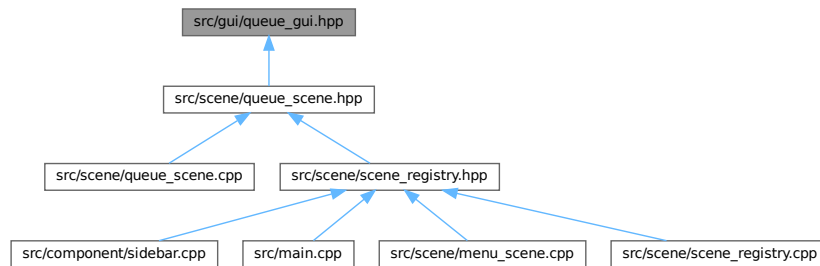 src/gui/queue_gui.hpp
src/scene/queue_scene.hpp
src/scene/queue_scene.cpp
src/scene/scene_registry.hpp
src/component/sidebar.cpp
src/main.cpp
src/scene/menu_scene.cpp
src/scene/scene_registry.cpp